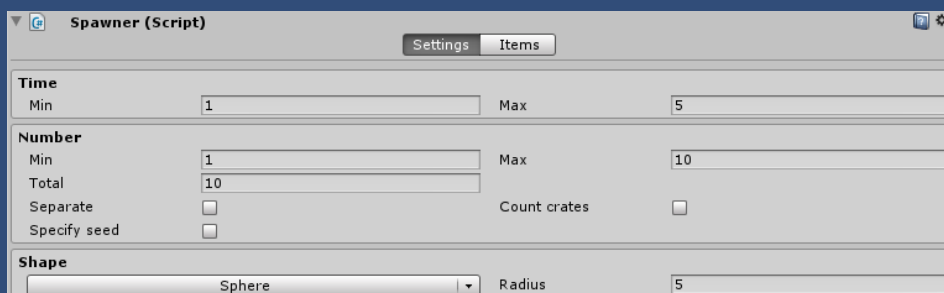 Spawner (Script)
Settings Items
Time
Min 1 Max 5
Number
Min 1 Max 10
Total 10
Separate Count crates
Specify seed
Shape
Sphere Radius 5